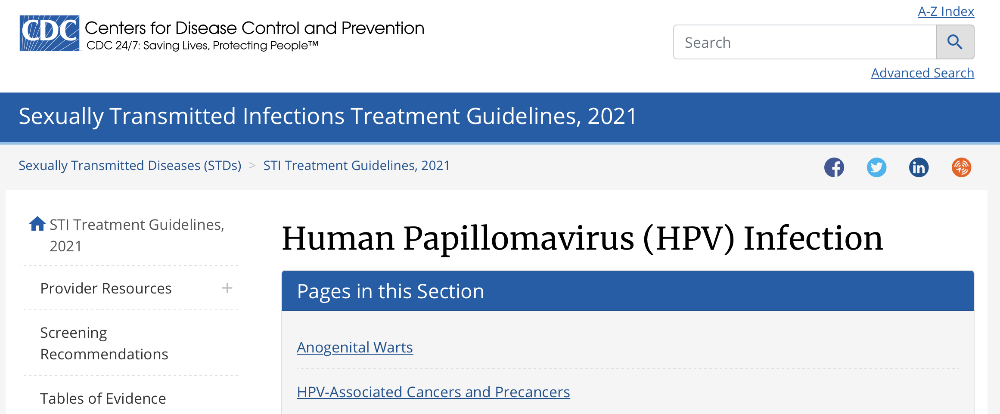 A-Z Index
CDC
Centers for Disease Control and Prevention
CDC 24/7: Saving Lives, Protecting People™
Search
Advanced Search
Sexually Transmitted Infections Treatment Guidelines, 2021
Sexually Transmitted Diseases (STDs) > STI Treatment Guidelines, 2021
STI Treatment Guidelines,
2021
Provider Resources +
Screening
Recommendations
Tables of Evidence
Human Papillomavirus (HPV) Infection
Pages in this Section
Anogenital Warts
HPV-Associated Cancers and Precancers